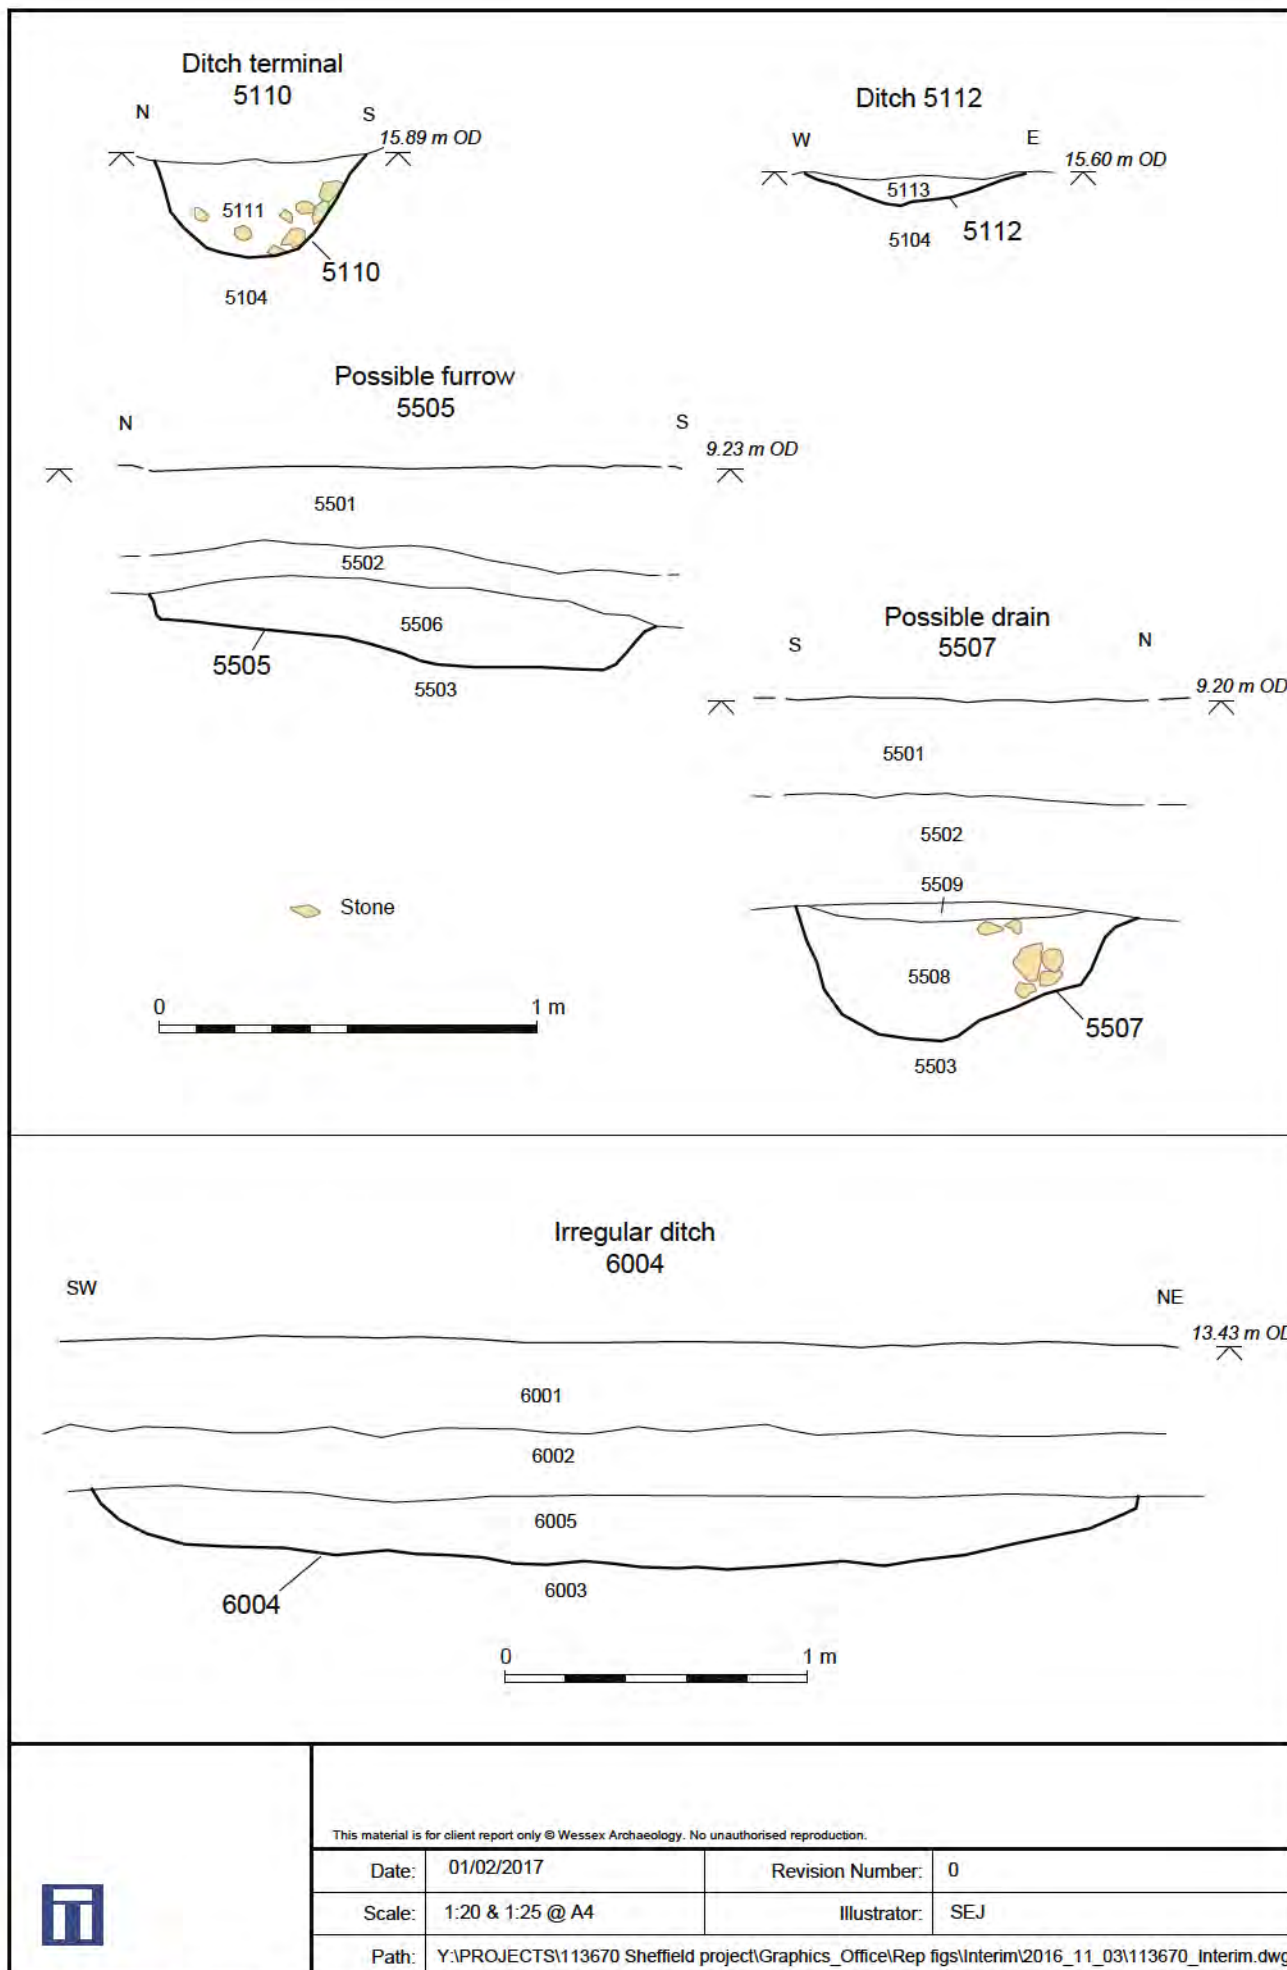 Ditch terminal
5110
N
S
15.89 m OD
5111
5110
5104
Ditch 5112
W
E
15.60 m OD
5113
5104
5112
Possible furrow
5505
N
S
9.23 m OD
5501
5502
5506
5505
5503
Possible drain
5507
S
N
9.20 m OD
5501
5502
5509
5508
5507
5503
Stone
0
1 m
Irregular ditch
6004
SW
NE
13.43 m OD
6001
6002
6005
6004
6003
0
1 m
This material is for client report only © Wessex Archaeology. No unauthorised reproduction.
Date: 01/02/2017 Revision Number: 0
Scale: 1:20 & 1:25 @ A4 Illustrator: SEJ
Path: Y:\PROJECTS\113670 Sheffield project\Graphics_Office\Rep figs\Interim\2016_11_03\113670_Interim.dwg